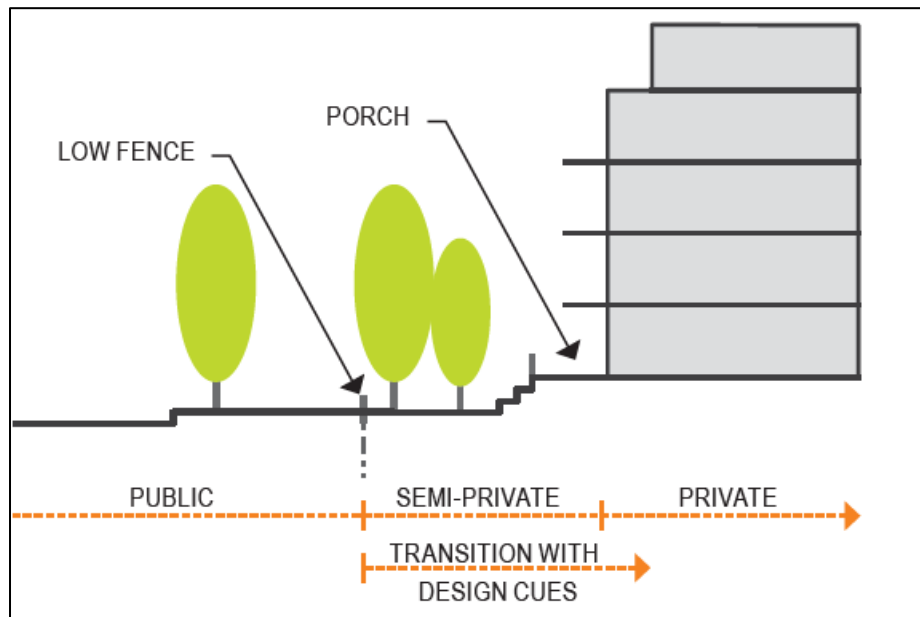 PORCH
LOW FENCE
PUBLIC
SEMI-PRIVATE
PRIVATE
TRANSITION WITH
DESIGN CUES